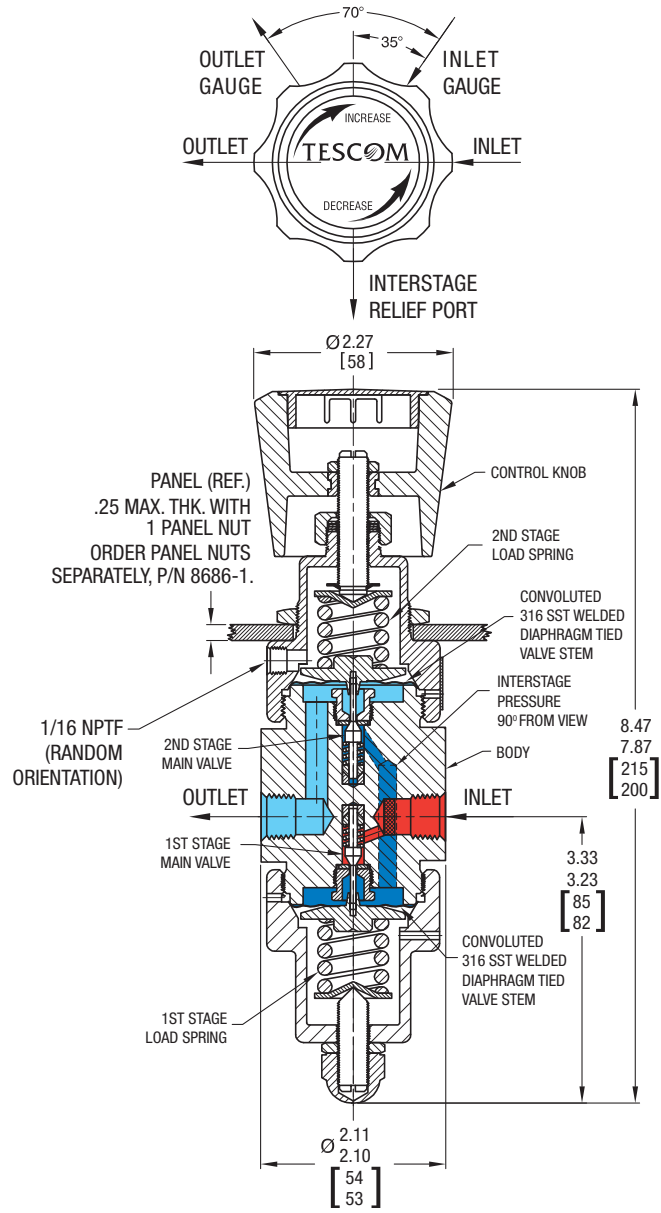 70°
35°
OUTLET
GAUGE
INLET
GAUGE
INCREASE
OUTLET
TESCOM
INLET
DECREASE
INTERSTAGE
RELIEF PORT
Ø 2.27
[58]
CONTROL KNOB
PANEL (REF.)
.25 MAX. THK. WITH
1 PANEL NUT
ORDER PANEL NUTS
SEPARATELY, P/N 8686-1.
2ND STAGE
LOAD SPRING
CONVOLUTED
316 SST WELDED
DIAPHRAGM TIED
VALVE STEM
INTERSTAGE
PRESSURE
90° FROM VIEW
1/16 NPTF
(RANDOM
ORIENTATION)
2ND STAGE
MAIN VALVE
BODY
8.47
7.87
[215
200]
OUTLET
INLET
1ST STAGE
MAIN VALVE
3.33
3.23
[85
82]
CONVOLUTED
316 SST WELDED
DIAPHRAGM TIED
VALVE STEM
1ST STAGE
LOAD SPRING
Ø 2.11
2.10
[54
53]